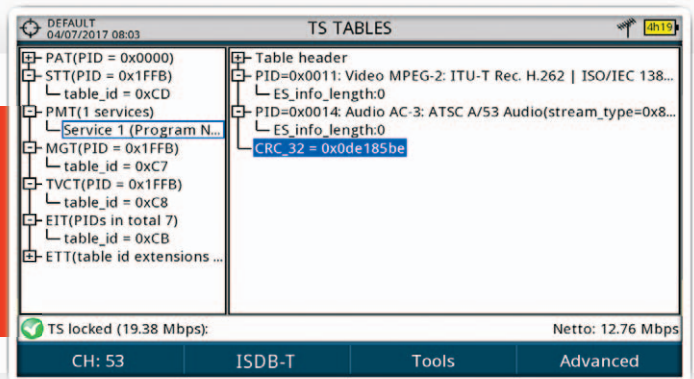 DEFAULT
04/07/2017 08:03
TS TABLES
4h19
PAT(PID = 0x0000)
STT(PID = 0x1FFB)
table_id = 0xCD
PMT(1 services)
Service 1 (Program N...
MGT(PID = 0x1FFB)
table_id = 0xC7
TVCT(PID = 0x1FFB)
table_id = 0xC8
EIT(PIDs in total 7)
table_id = 0xCB
ETT(table id extensions ...
Table header
PID=0x0011: Video MPEG-2: ITU-T Rec. H.262 | ISO/IEC 138...
ES_info_length:0
PID=0x0014: Audio AC-3: ATSC A/53 Audio(stream_type=0x8...
ES_info_length:0
CRC_32 = 0x0de185be
TS locked (19.38 Mbps):
Netto: 12.76 Mbps
CH: 53
ISDB-T
Tools
Advanced